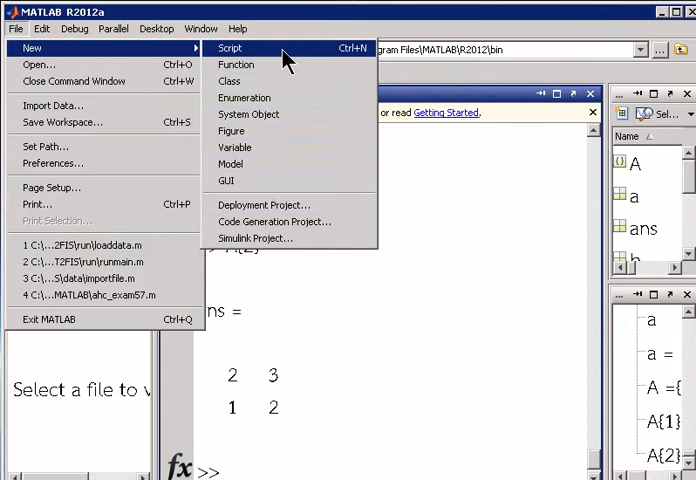 MATLAB R2012a
File Edit Debug Parallel Desktop Window Help
New
Open... Ctrl+O
Close Command Window Ctrl+W
Import Data...
Save Workspace... Ctrl+S
Set Path...
Preferences...
Page Setup...
Print... Ctrl+P
Print Selection...
1 C:\...2FIS\run\loaddata.m
2 C:\...T2FIS\run\runmain.m
3 C:\...S\data\importfile.m
4 C:\...MATLAB\ahc_exam57.m
Exit MATLAB Ctrl+Q
Script Ctrl+N
Function
Class
Enumeration
System Object
Figure
Variable
Model
GUI
Deployment Project...
Code Generation Project...
Simulink Project...
gram Files\MATLAB\R2012\bin
...
or read Getting Started.
ns =
2 3
1 2
fx >>
Select a file to v
... 
Sel...
Name
A
a
ans
...
a
a =
A ={
A{1}
A{2}